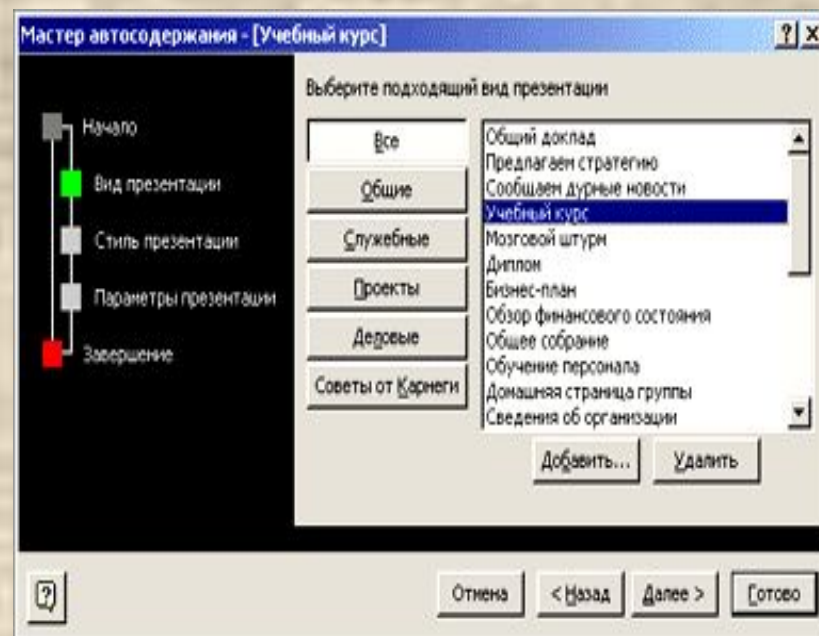 Мастер автосодержания - [Учебный курс]
Начало
Вид презентации
Стиль презентации
Параметры презентации
Завершение
Выберите подходящий вид презентации
Все
Общие
Служебные
Проекты
Деловые
Советы от Карнеги
Общий доклад
Предлагаем стратегию
Сообщаем дурные новости
Учебный курс
Мозговой штурм
Диплом
Бизнес-план
Обзор финансового состояния
Общее собрание
Обучение персонала
Домашняя страница группы
Сведения об организации
Добавить...
Удалить
Отмена
< Назад
Далее >
Готово